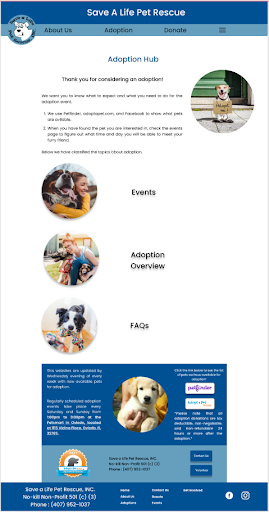 Save A Life Pet Rescue
About Us
Adoption
Donate
Adoption Hub
Thank you for considering an adoption!
We want you to know what to expect and what you need to do for the
adoption event.
1. We use Petfinder, adoptapet.com, and Facebook to show what pets
are available.
2. When you have found the pet you are interested in, check the events
page to figure out what time and day you will be able to meet your
furry friend.
Below we have classified the topics about adoption.
Events
Adoption
Overview
FAQs
This websites are updated by
Wednesday evening of every
week with new available pets
for adoption.
Regularly scheduled adoption
events take place every
Saturday and Sunday from
1:00pm to 3:00pm at the
Petsmart in Oviedo, located
Click the link below to see the list
of pets we have available for
adoption!
petfinder
*Please note that all
adoption donations are tax
deductible, non-negotiable,
and non-refundable 24
hours or more after the
adoption.*
Save a Life Pet Rescue, INC.
No-kill Non-Profit 501 (c) (3)
Phone: (407) 952-1037
Contact Us
Volunteer
Save a Life Pet Rescue, INC.
No-kill Non-Profit 501 (c) (3)
Phone: (407) 952-1037
Home
About Us
Adoptions
Contact Us
Donate
Events
Get Involved